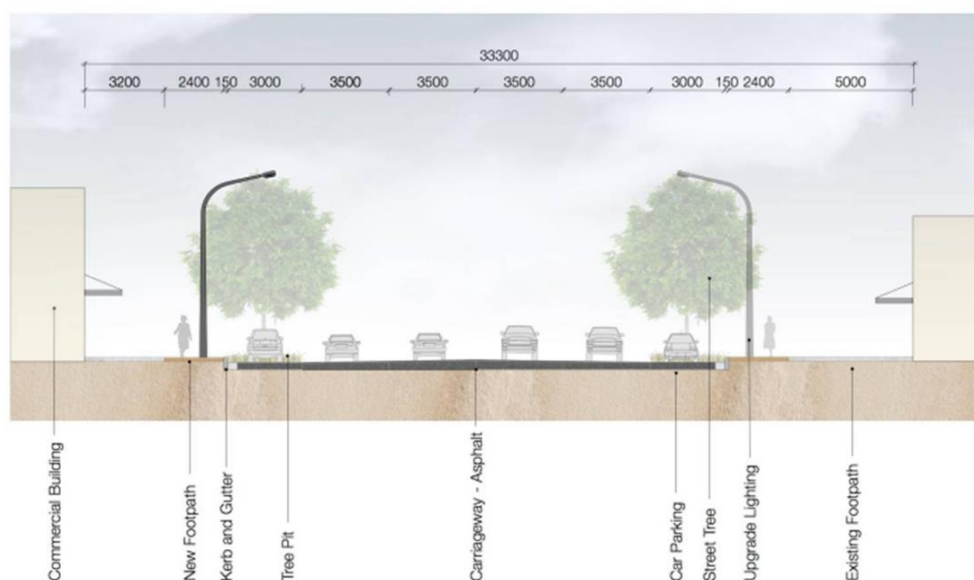 33300
3200 2400 150 3000 3500 3500 3500 3500 3000 150 2400 5000
Commercial Building
New Footpath
Kerb and Gutter
Tree Pit
Carriageway - Asphalt
Car Parking
Street Tree
Upgrade Lighting
Existing Footpath